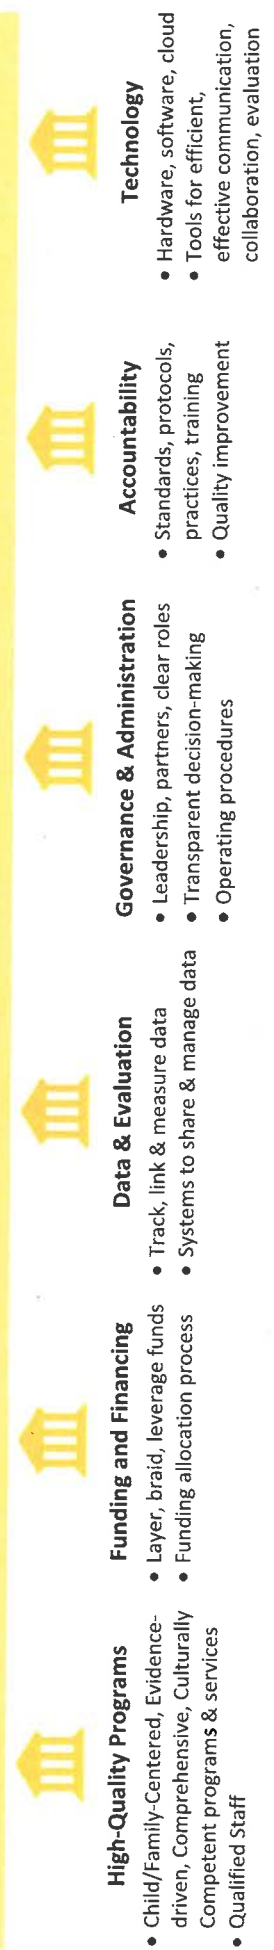 High-Quality Programs
• Child/Family-Centered, Evidence-
driven, Comprehensive, Culturally
Competent programs & services
• Qualified Staff
Funding and Financing
• Layer, braid, leverage funds
• Funding allocation process
Data & Evaluation
• Track, link & measure data
• Systems to share & manage data
Governance & Administration
• Leadership, partners, clear roles
• Transparent decision-making
• Operating procedures
Accountability
• Standards, protocols,
practices, training
• Quality improvement
Technology
• Hardware, software, cloud
• Tools for efficient,
effective communication,
collaboration, evaluation